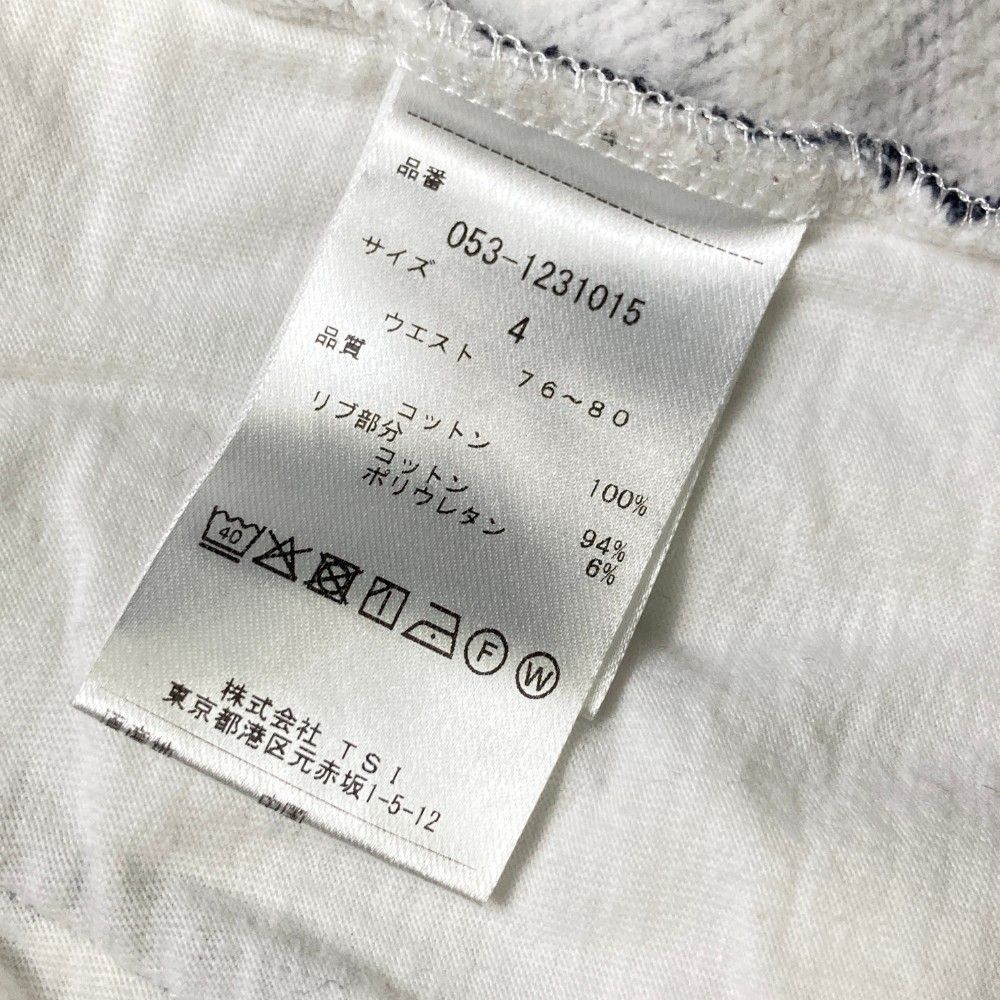 品番
053-1231015
サイズ
4
ウエスト 76～80
品質
コットン 100%
リブ部分
コットン 94%
ポリウレタン 6%
40
F W
株式会社 TSI
東京都港区元赤坂1-5-12